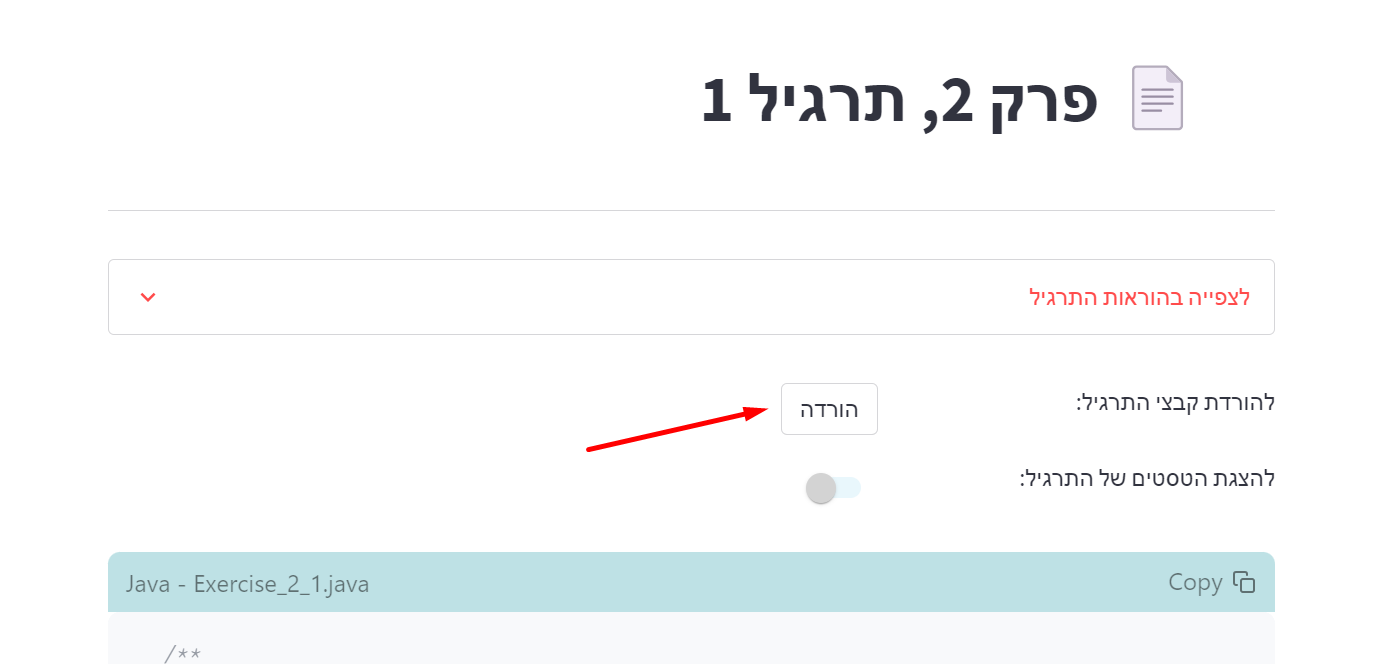 פרק 2, תרגיל 1
לצפייה בהוראות התרגיל
להורדת קבצי התרגיל:
הורדה
להצגת הטסטים של התרגיל:
Java - Exercise_2_1.java
Copy
/**